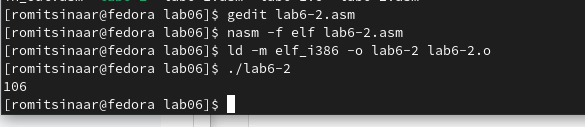 [romitsinaar@fedora lab06]$ gedit lab6-2.asm
[romitsinaar@fedora lab06]$ nasm -f elf lab6-2.asm
[romitsinaar@fedora lab06]$ ld -m elf_i386 -o lab6-2 lab6-2.o
[romitsinaar@fedora lab06]$ ./lab6-2
106
[romitsinaar@fedora lab06]$